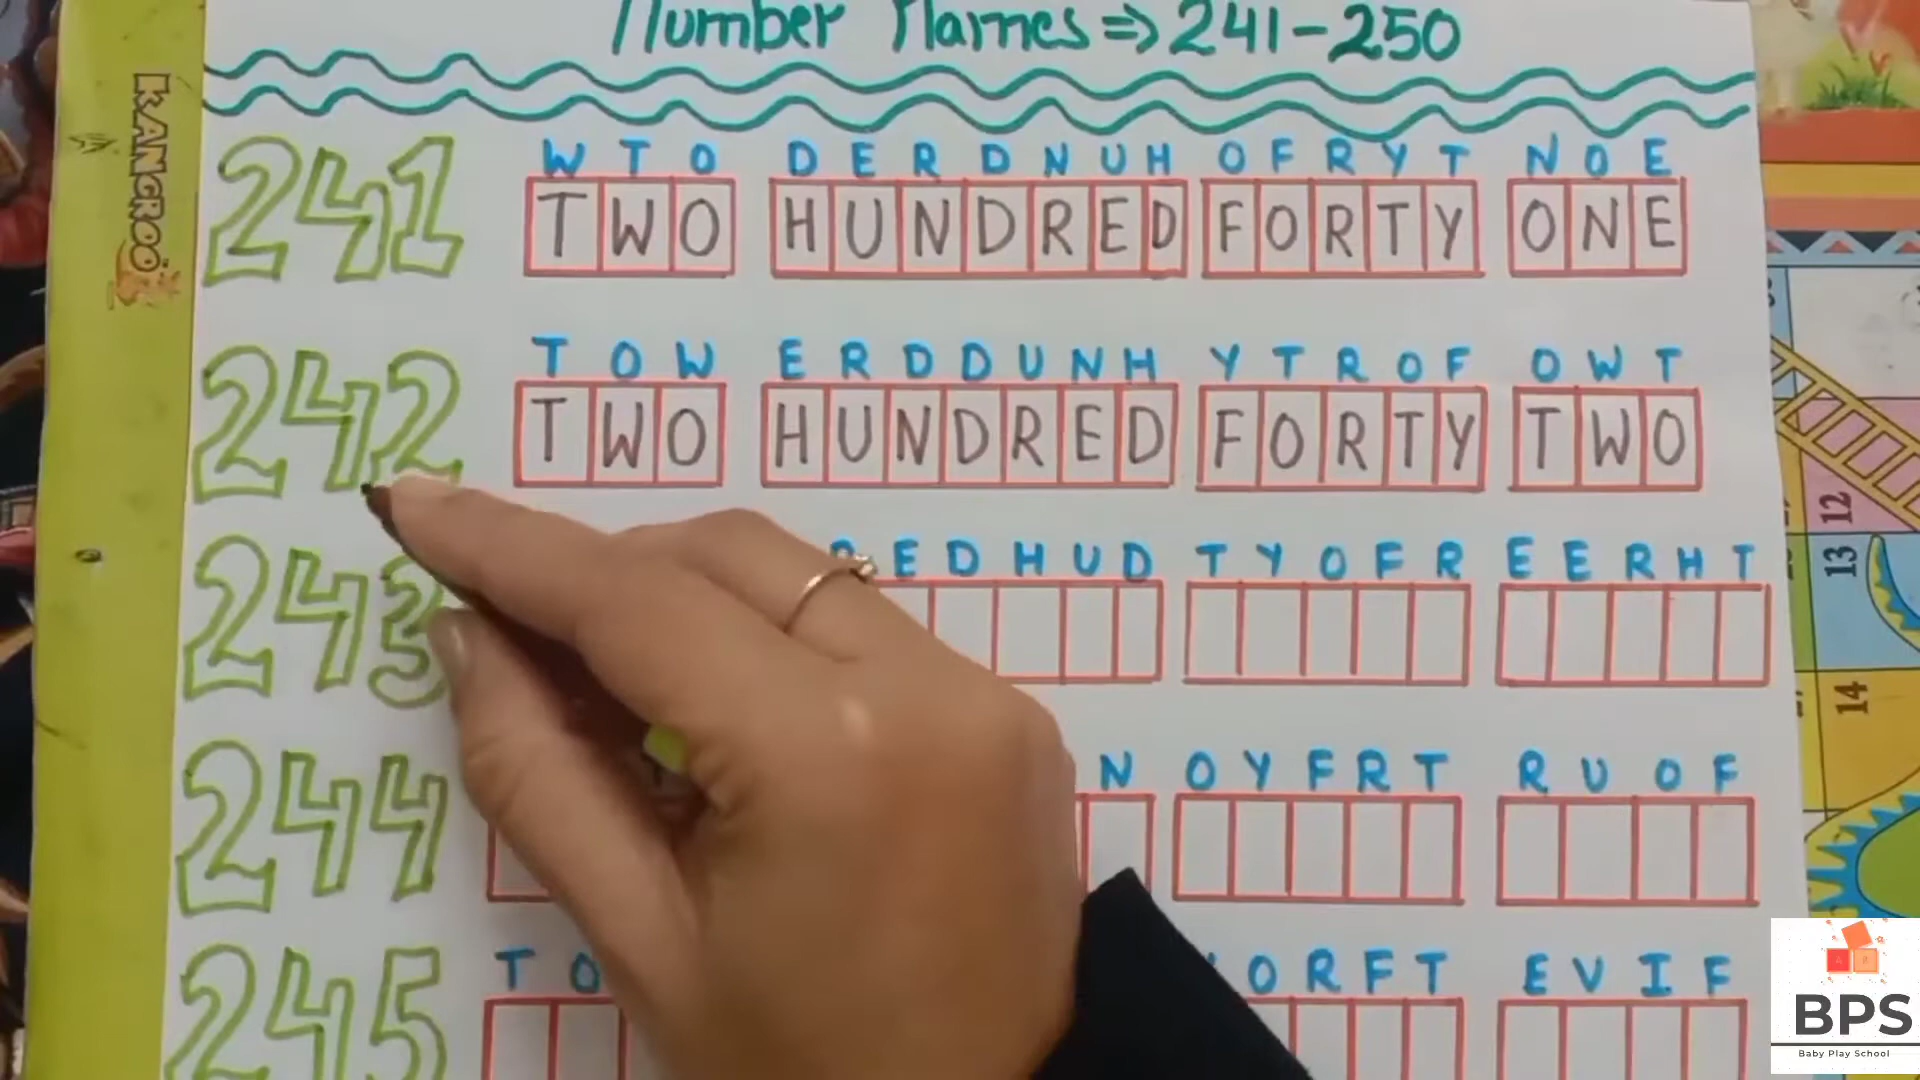 Number Names ⇒ 241-250
KANGROO
241 W T O D E R D N U H O F R Y T N O E
TWO HUNDRED FORTY ONE
242 T O W E R D D U N H Y T R O F O W T
TWO HUNDRED FORTY TWO
243 E D H U D T Y O F R E E R H T
244 N O Y F R T R U O F
245 T O O R F T E V I F
12
13
14
BPS
Baby Play School